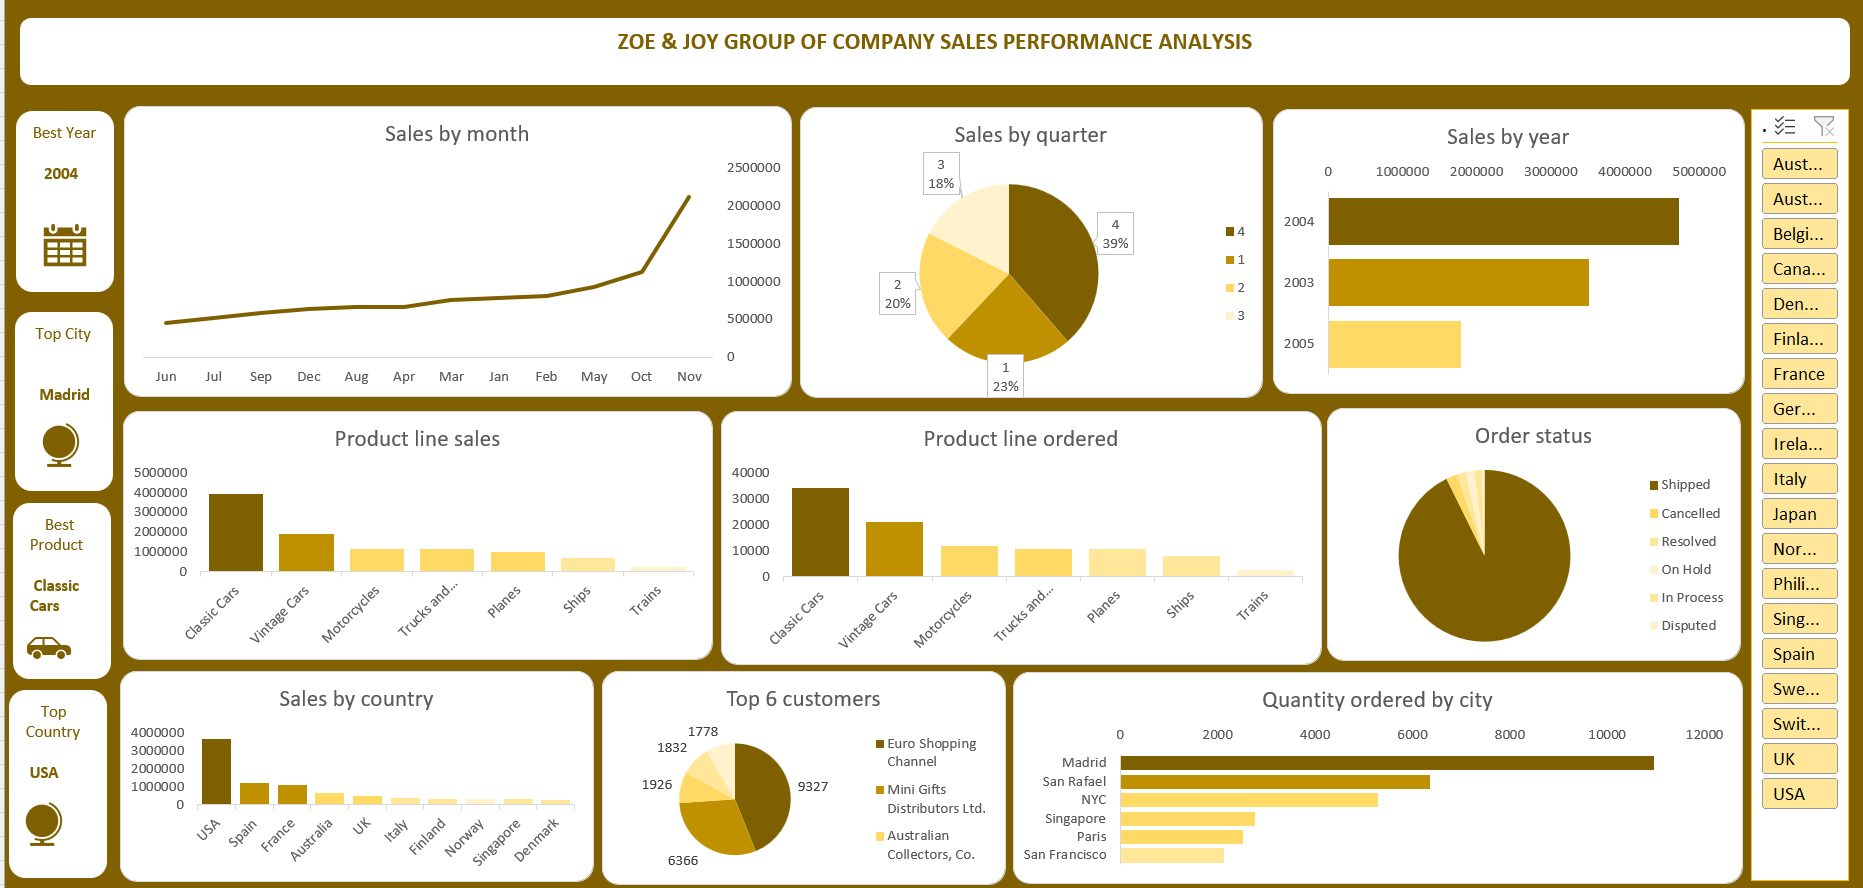 ZOE & JOY GROUP OF COMPANY SALES PERFORMANCE ANALYSIS
Best Year
2004
Top City
Madrid
Best
Product
Classic
Cars
Top
Country
USA
Sales by month
2500000
2000000
1500000
1000000
500000
0
Jun Jul Sep Dec Aug Apr Mar Jan Feb May Oct Nov
Sales by quarter
3
18%
4
39%
2
20%
1
23%
4
1
2
3
Sales by year
0 1000000 2000000 3000000 4000000 5000000
2004
2003
2005
Product line sales
5000000
4000000
3000000
2000000
1000000
0
Classic Cars Vintage Cars Motorcycles Trucks and... Planes Ships Trains
Product line ordered
40000
30000
20000
10000
0
Classic Cars Vintage Cars Motorcycles Trucks and... Planes Ships Trains
Order status
Shipped
Cancelled
Resolved
On Hold
In Process
Disputed
Sales by country
4000000
3000000
2000000
1000000
0
USA Spain France Australia UK Italy Finland Norway Singapore Denmark
Top 6 customers
1778
1832
1926
9327
6366
Euro Shopping
Channel
Mini Gifts
Distributors Ltd.
Australian
Collectors, Co.
Quantity ordered by city
0 2000 4000 6000 8000 10000 12000
Madrid
San Rafael
NYC
Singapore
Paris
San Francisco
.
Aust...
Aust...
Belgi...
Cana...
Den...
Finla...
France
Ger...
Irela...
Italy
Japan
Nor...
Phili...
Sing...
Spain
Swe...
Swit...
UK
USA